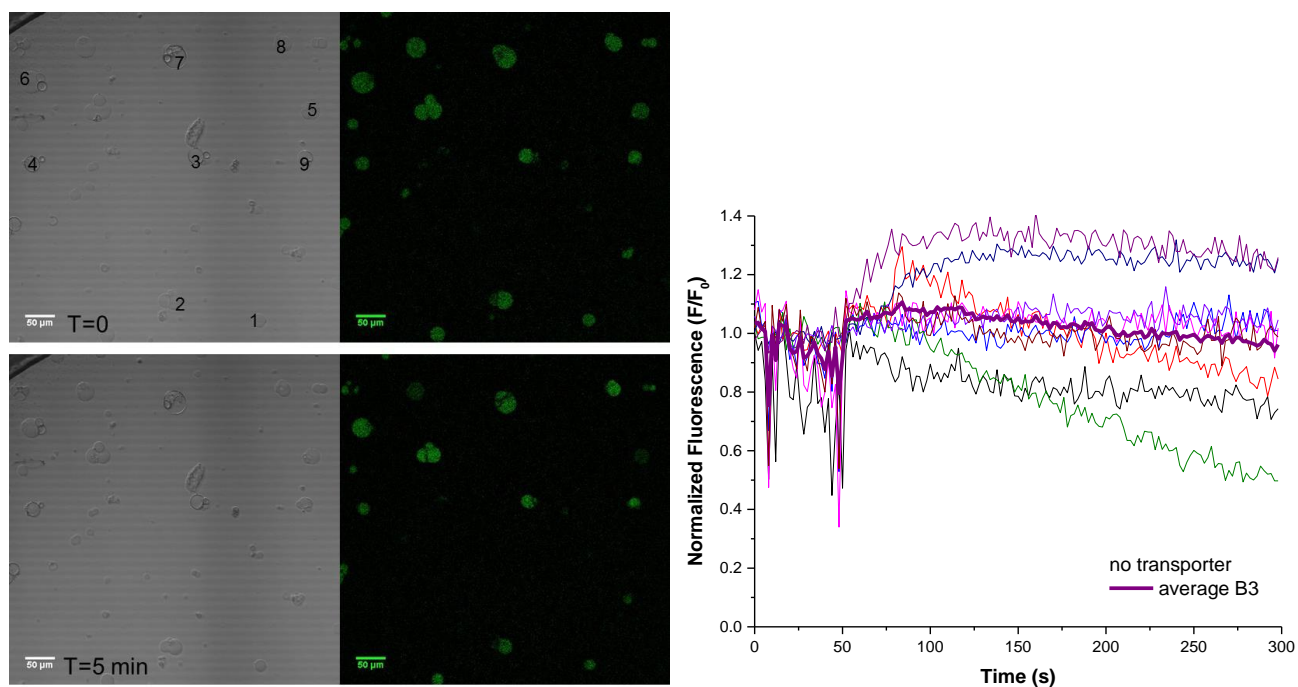 8
7
6
5
4
3
9
2
1
50 µm
T=0
50 µm
50 µm
T=5 min
50 µm
1.4
1.2
1.0
0.8
0.6
0.4
0.2
0.0
Normalized Fluorescence (F/F0)
no transporter
average B3
0 50 100 150 200 250 300
Time (s)